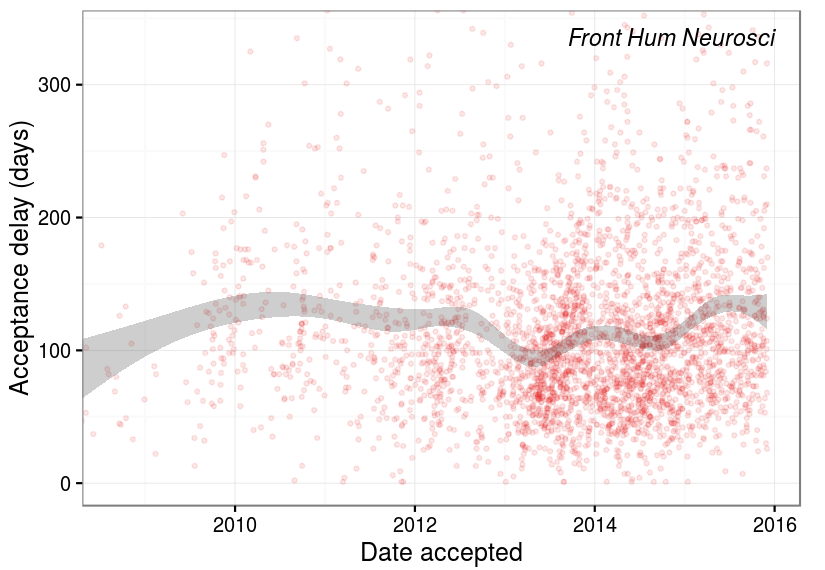 Front Hum Neurosci
Acceptance delay (days)
300
200
100
0
2010 2012 2014 2016
Date accepted